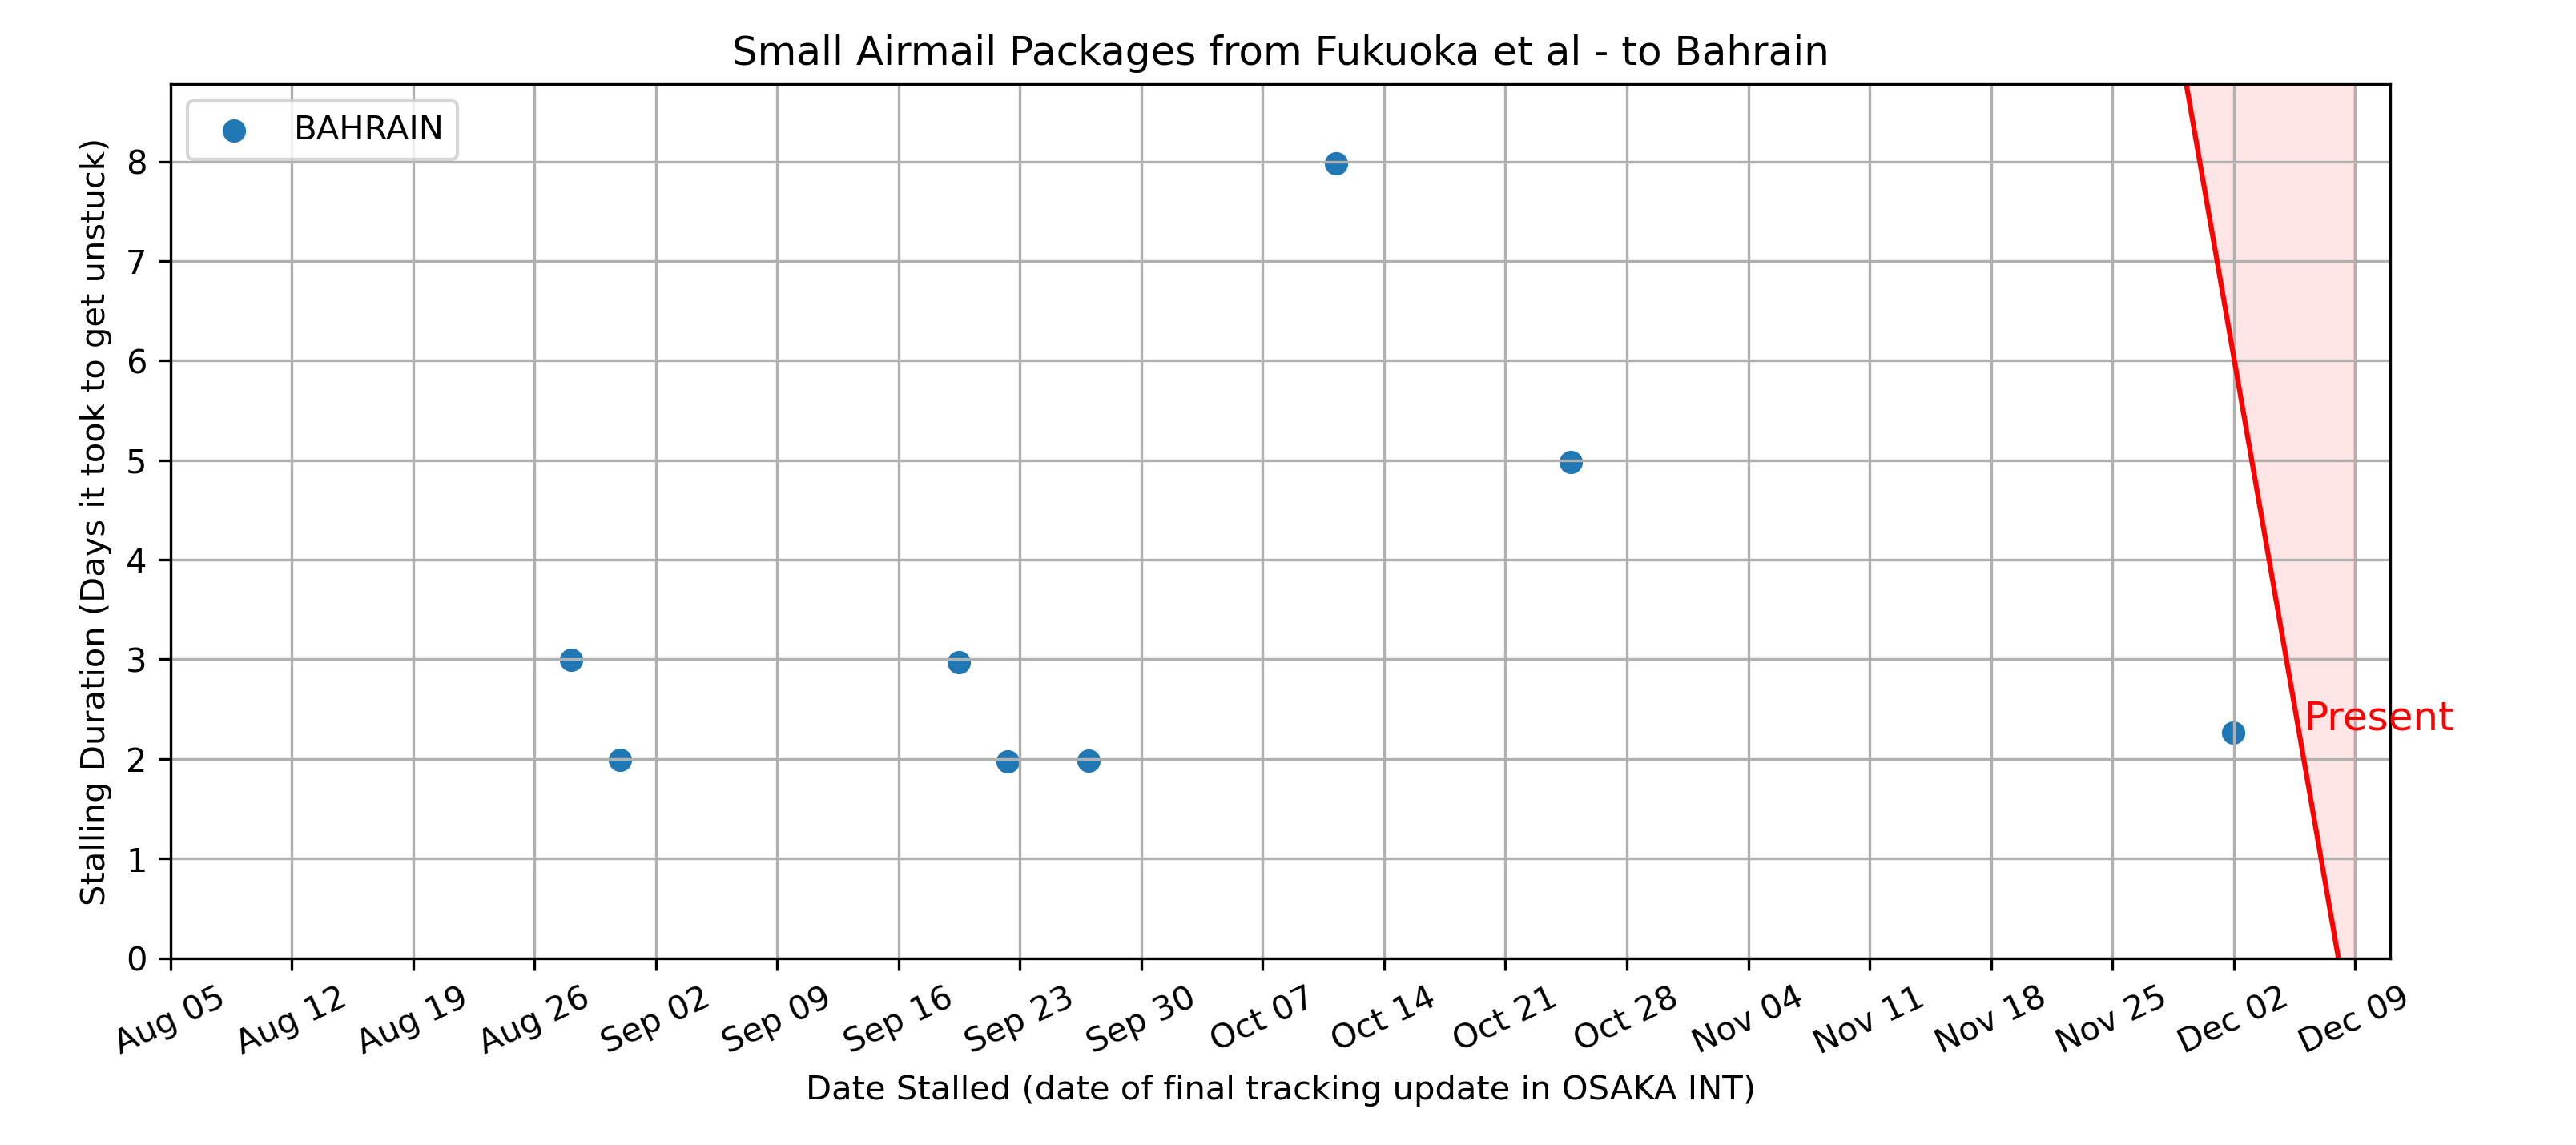 Small Airmail Packages from Fukuoka et al - to Bahrain
BAHRAIN
Stalling Duration (Days it took to get unstuck)
8
7
6
5
4
3
2
1
0
Present
Aug 05 Aug 12 Aug 19 Aug 26 Sep 02 Sep 09 Sep 16 Sep 23 Sep 30 Oct 07 Oct 14 Oct 21 Oct 28 Nov 04 Nov 11 Nov 18 Nov 25 Dec 02 Dec 09
Date Stalled (date of final tracking update in OSAKA INT)